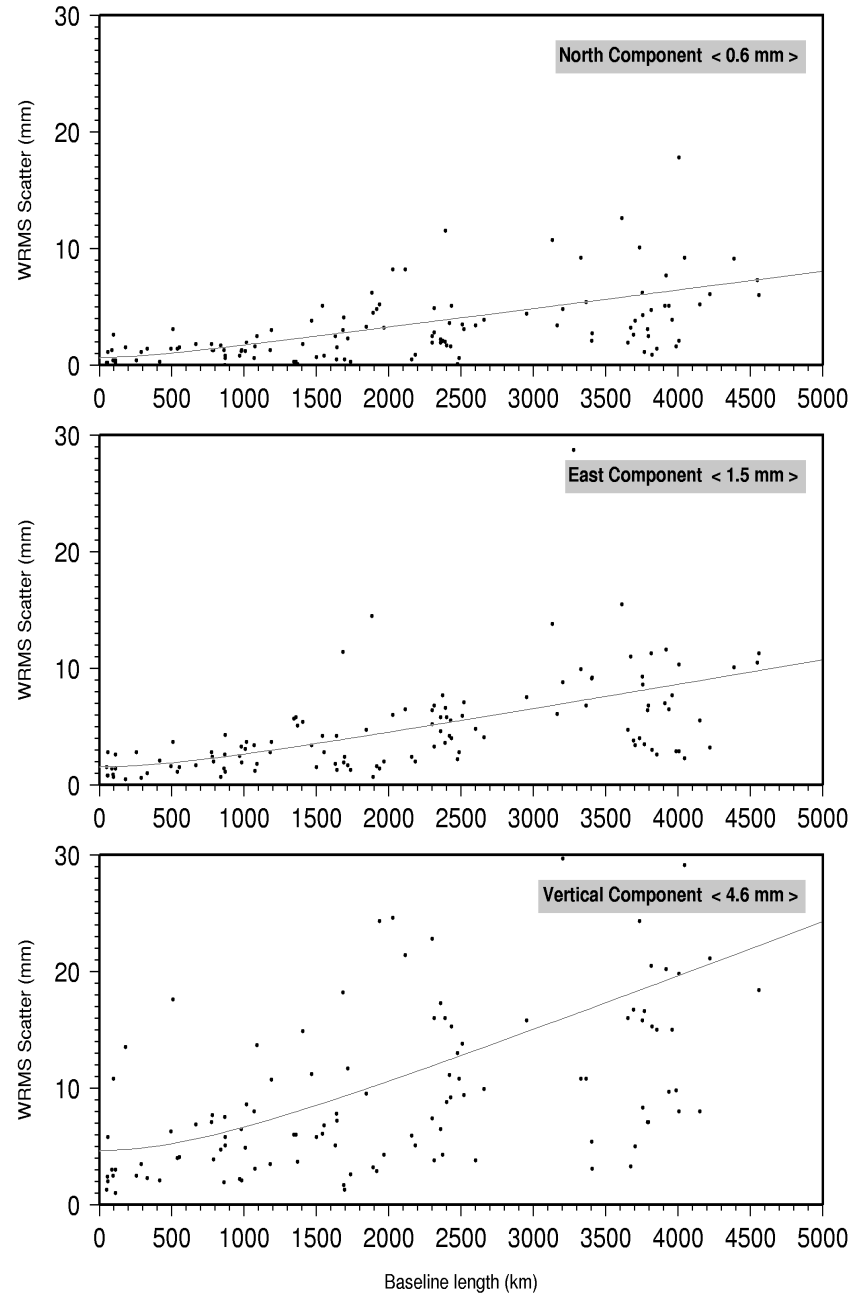 30
North Component < 0.6 mm >
20
WRMS Scatter (mm)
10
0
0 500 1000 1500 2000 2500 3000 3500 4000 4500 5000
30
East Component < 1.5 mm >
20
WRMS Scatter (mm)
10
0
0 500 1000 1500 2000 2500 3000 3500 4000 4500 5000
30
Vertical Component < 4.6 mm >
20
WRMS Scatter (mm)
10
0
0 500 1000 1500 2000 2500 3000 3500 4000 4500 5000
Baseline length (km)